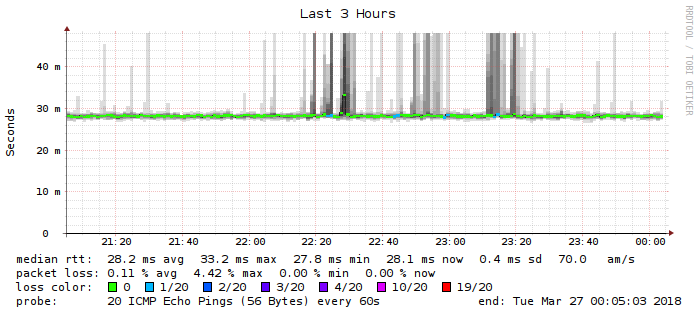 Last 3 Hours
RRDTOOL / TOBI OETIKER
Seconds
40 m
30 m
20 m
10 m
0
21:20 21:40 22:00 22:20 22:40 23:00 23:20 23:40 00:00
median rtt: 28.2 ms avg 33.2 ms max 27.8 ms min 28.1 ms now 0.4 ms sd 70.0 am/s
packet loss: 0.11 % avg 4.42 % max 0.00 % min 0.00 % now
loss color: 0 1/20 2/20 3/20 4/20 10/20 19/20
probe: 20 ICMP Echo Pings (56 Bytes) every 60s end: Tue Mar 27 00:05:03 2018